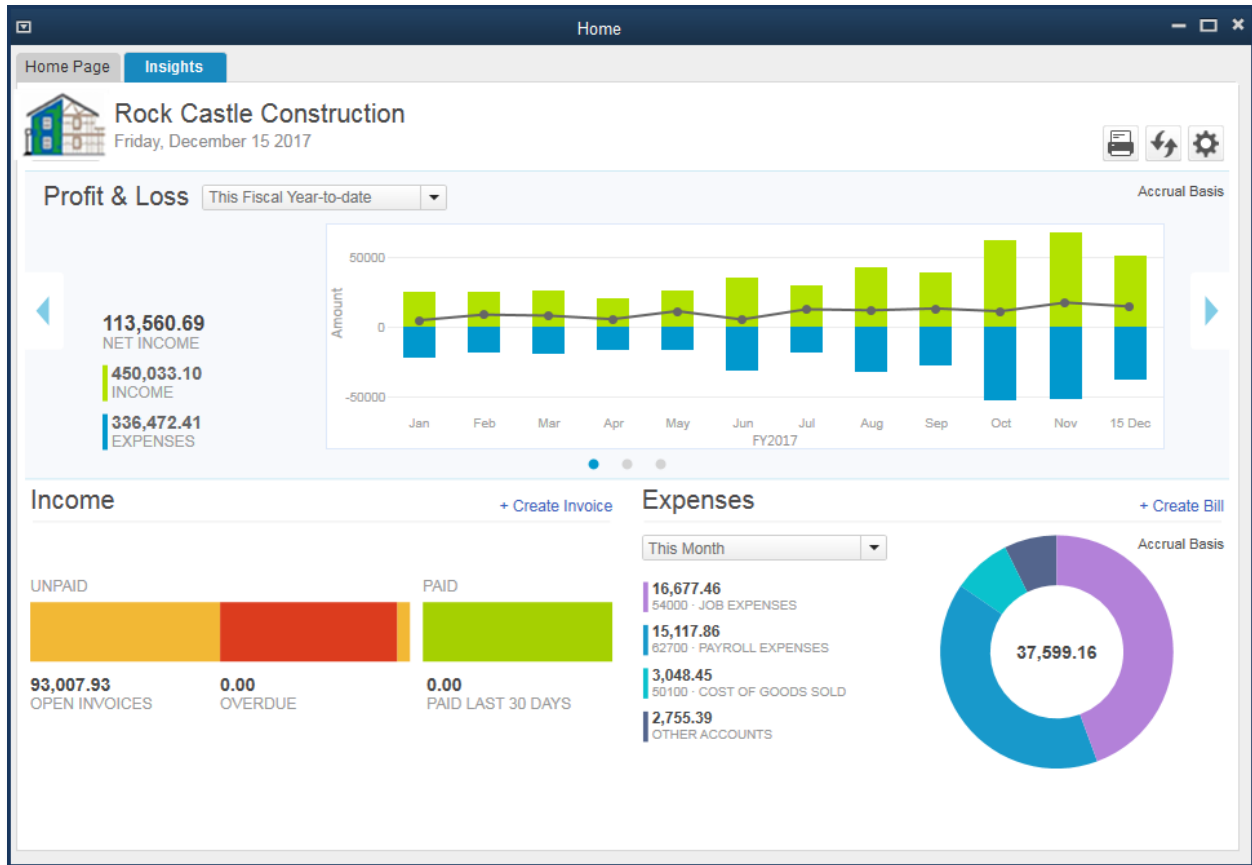 Home
Home Page
Insights
Rock Castle Construction
Friday, December 15 2017
Profit & Loss
This Fiscal Year-to-date
Accrual Basis
113,560.69
NET INCOME
450,033.10
INCOME
336,472.41
EXPENSES
Amount
50000
0
-50000
Jan Feb Mar Apr May Jun Jul Aug Sep Oct Nov 15 Dec
FY2017
Income
+ Create Invoice
UNPAID
PAID
93,007.93
OPEN INVOICES
0.00
OVERDUE
0.00
PAID LAST 30 DAYS
Expenses
+ Create Bill
This Month
Accrual Basis
16,677.46
54000 · JOB EXPENSES
15,117.86
62700 · PAYROLL EXPENSES
3,048.45
50100 · COST OF GOODS SOLD
2,755.39
OTHER ACCOUNTS
37,599.16